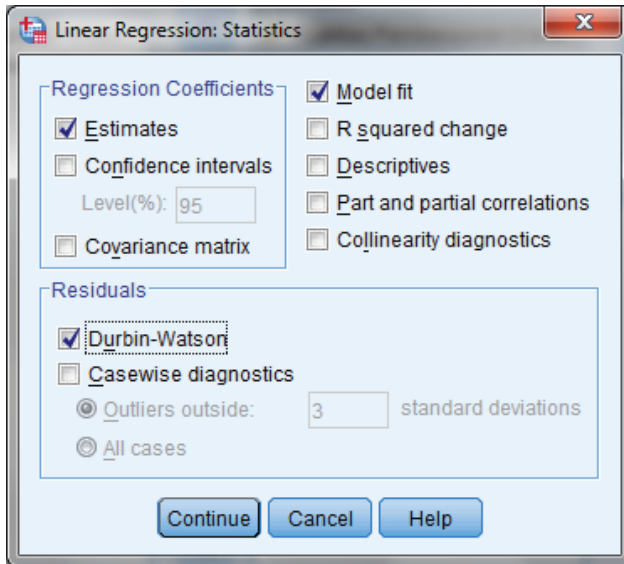 Linear Regression: Statistics
Regression Coefficients
Estimates
Confidence intervals
Level(%): 95
Covariance matrix
Model fit
R squared change
Descriptives
Part and partial correlations
Collinearity diagnostics
Residuals
Durbin-Watson
Casewise diagnostics
Outliers outside: 3 standard deviations
All cases
Continue Cancel Help